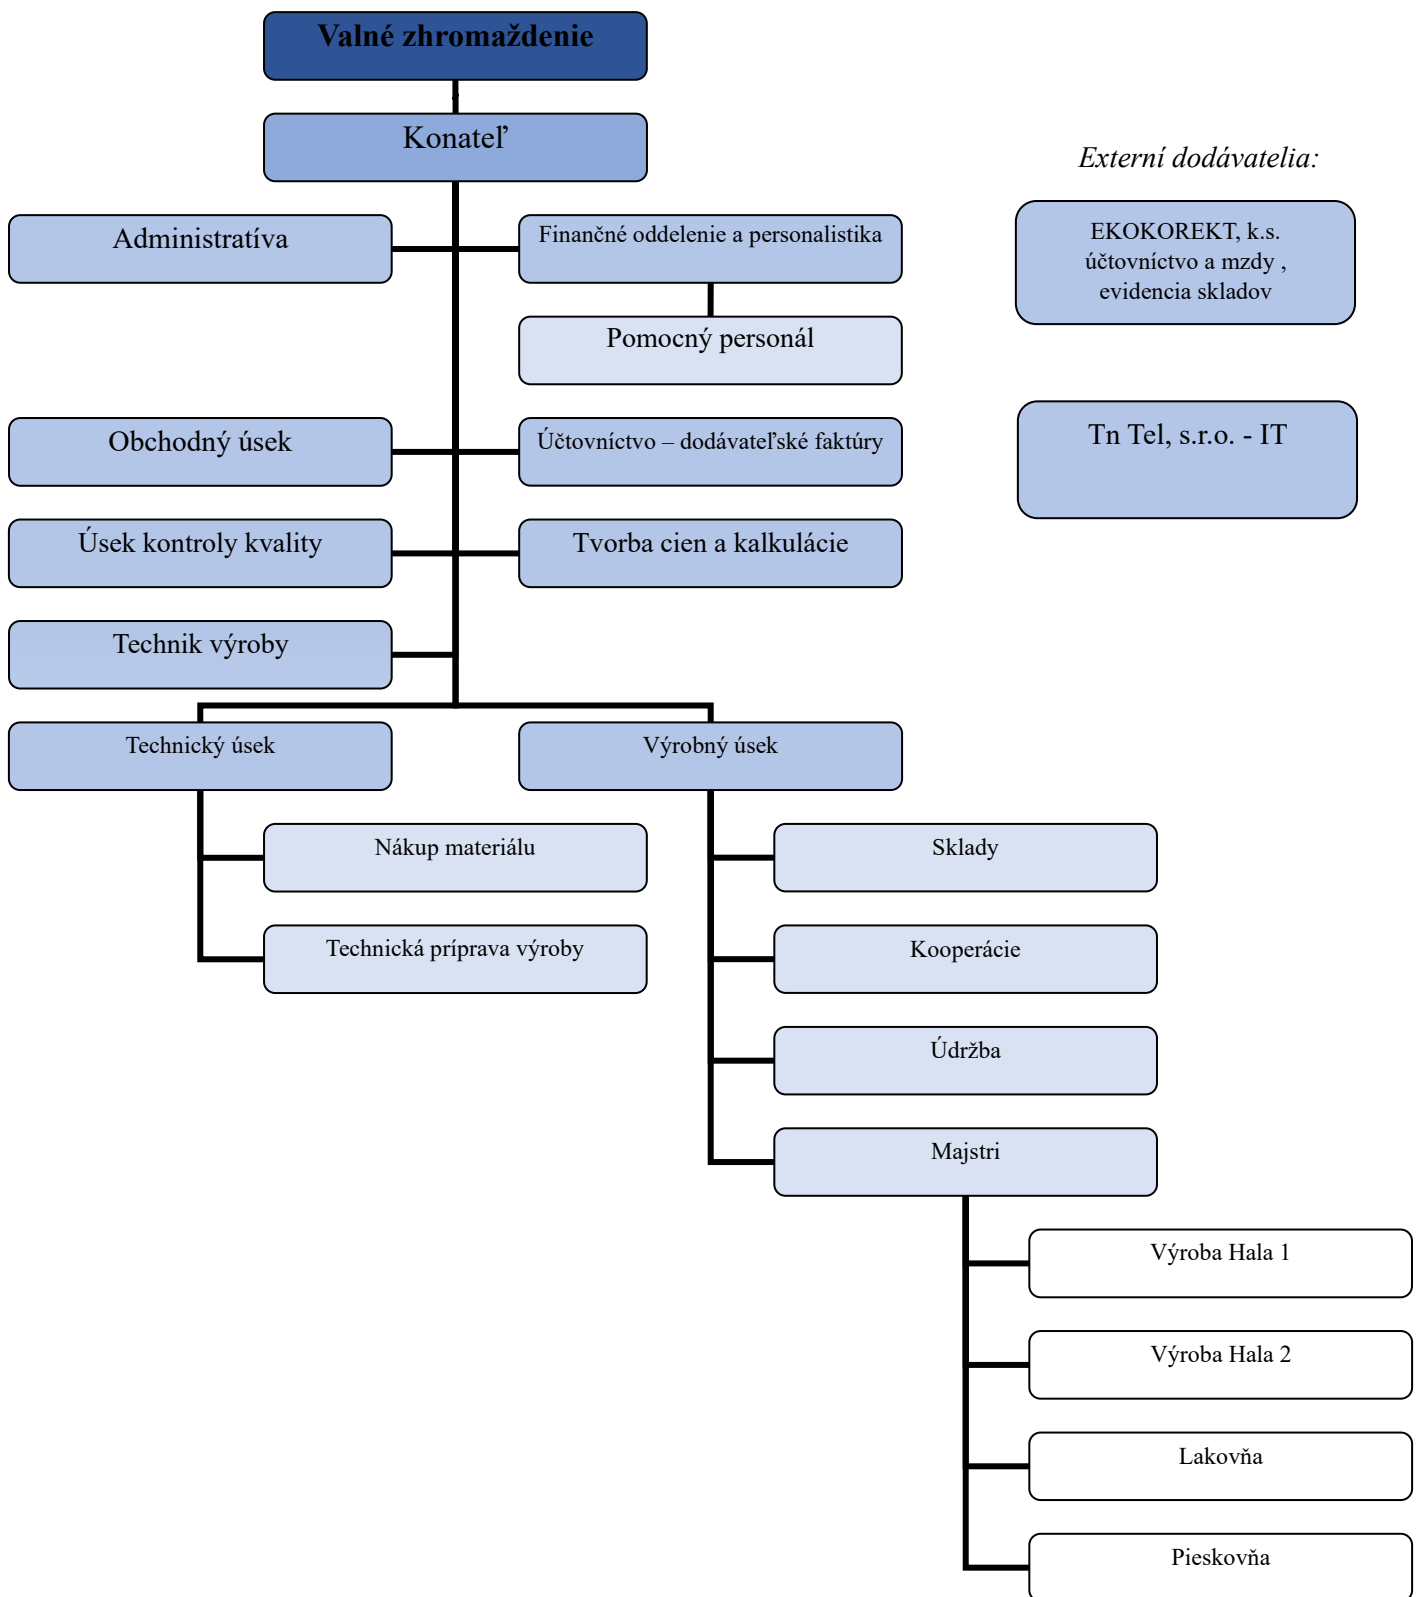 Valné zhromaždenie
Konateľ
Externí dodávatelia:
Administratíva
Finančné oddelenie a personalistika
EKOKOREKT, k.s.
účtovníctvo a mzdy ,
evidencia skladov
Pomocný personál
Obchodný úsek
Účtovníctvo – dodávateľské faktúry
Tn Tel, s.r.o. - IT
Úsek kontroly kvality
Tvorba cien a kalkulácie
Technik výroby
Technický úsek
Výrobný úsek
Nákup materiálu
Sklady
Technická príprava výroby
Kooperácie
Údržba
Majstri
Výroba Hala 1
Výroba Hala 2
Lakovňa
Pieskovňa